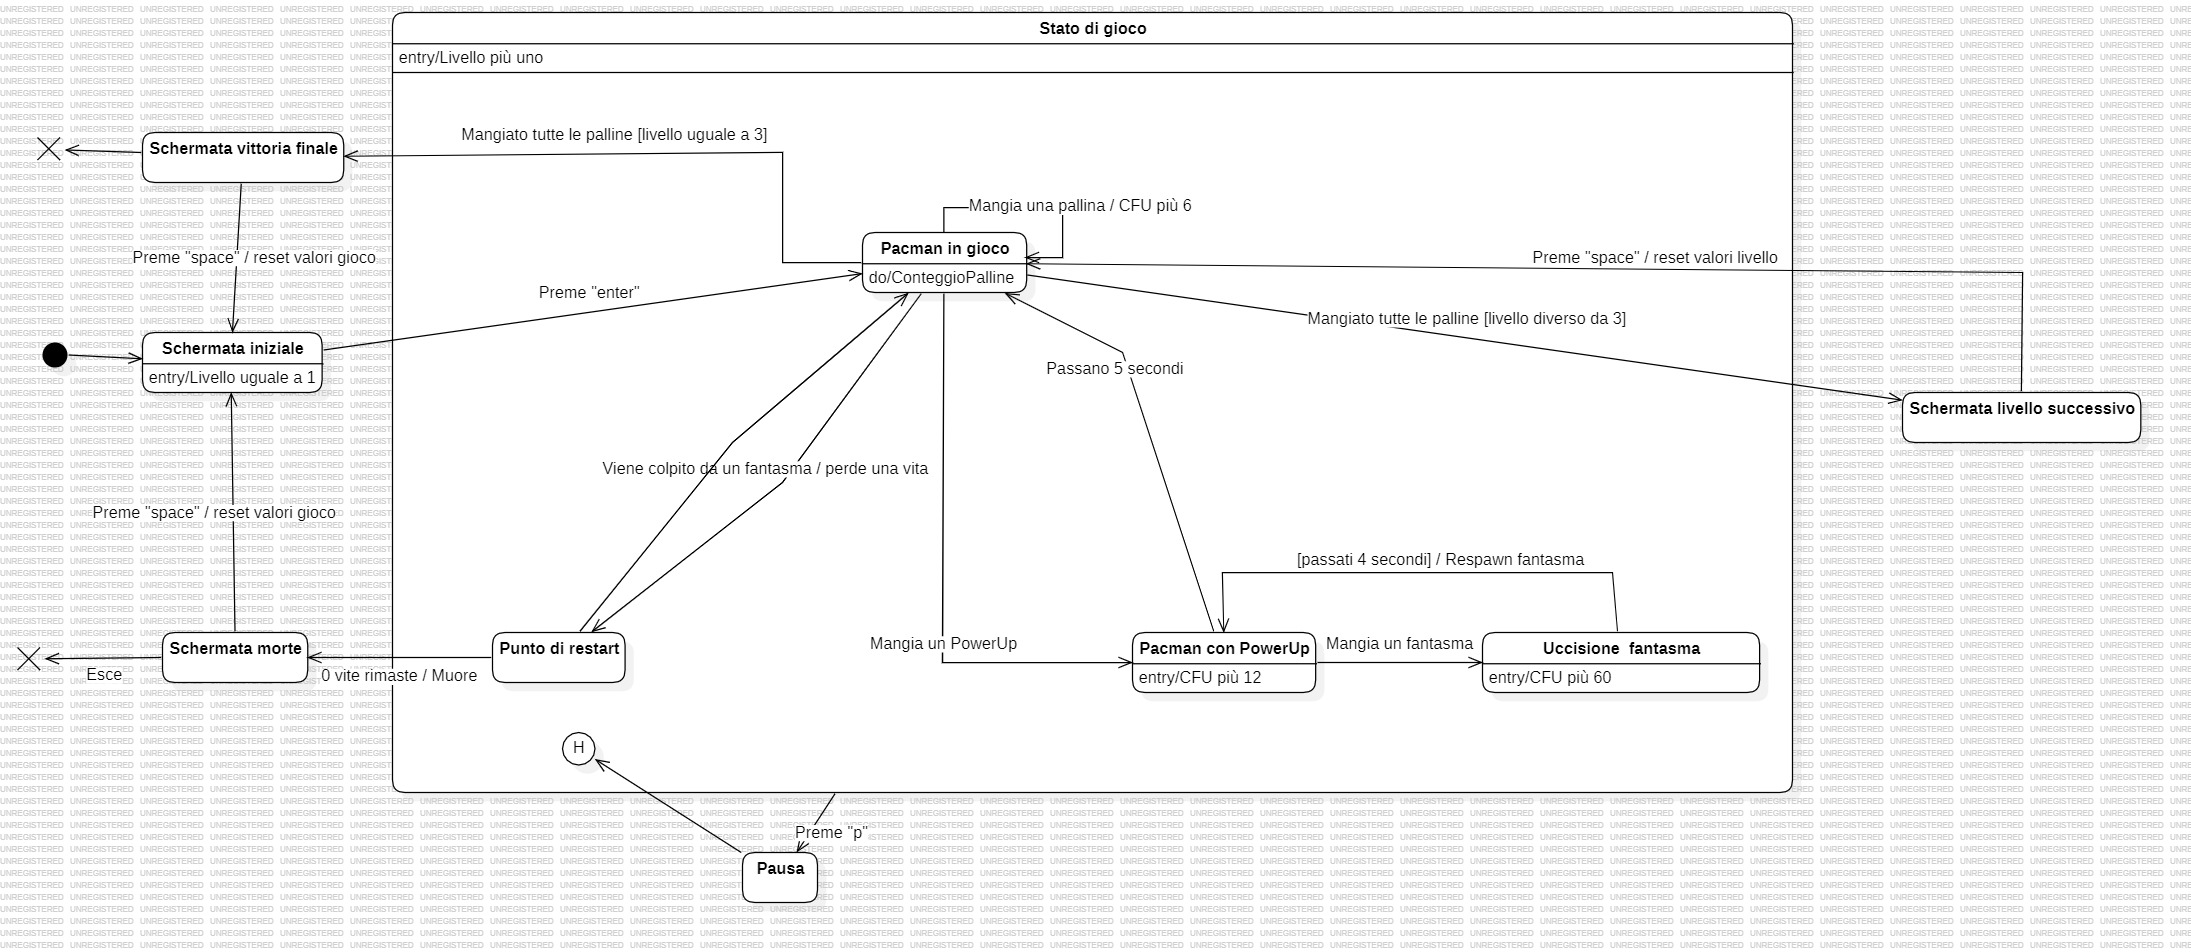 Stato di gioco
entry/Livello più uno
Mangiato tutte le palline [livello uguale a 3]
Schermata vittoria finale
Mangia una pallina / CFU più 6
Pacman in gioco
do/ConteggioPalline
Preme "space" / reset valori gioco
Preme "space" / reset valori livello
Preme "enter"
Mangiato tutte le palline [livello diverso da 3]
Schermata iniziale
entry/Livello uguale a 1
Passano 5 secondi
Schermata livello successivo
Viene colpito da un fantasma / perde una vita
Preme "space" / reset valori gioco
[passati 4 secondi] / Respawn fantasma
Schermata morte
Punto di restart
Mangia un PowerUp
Pacman con PowerUp
entry/CFU più 12
Mangia un fantasma
Uccisione  fantasma
entry/CFU più 60
Esce
0 vite rimaste / Muore
H
Preme "p"
Pausa
UNREGISTERED